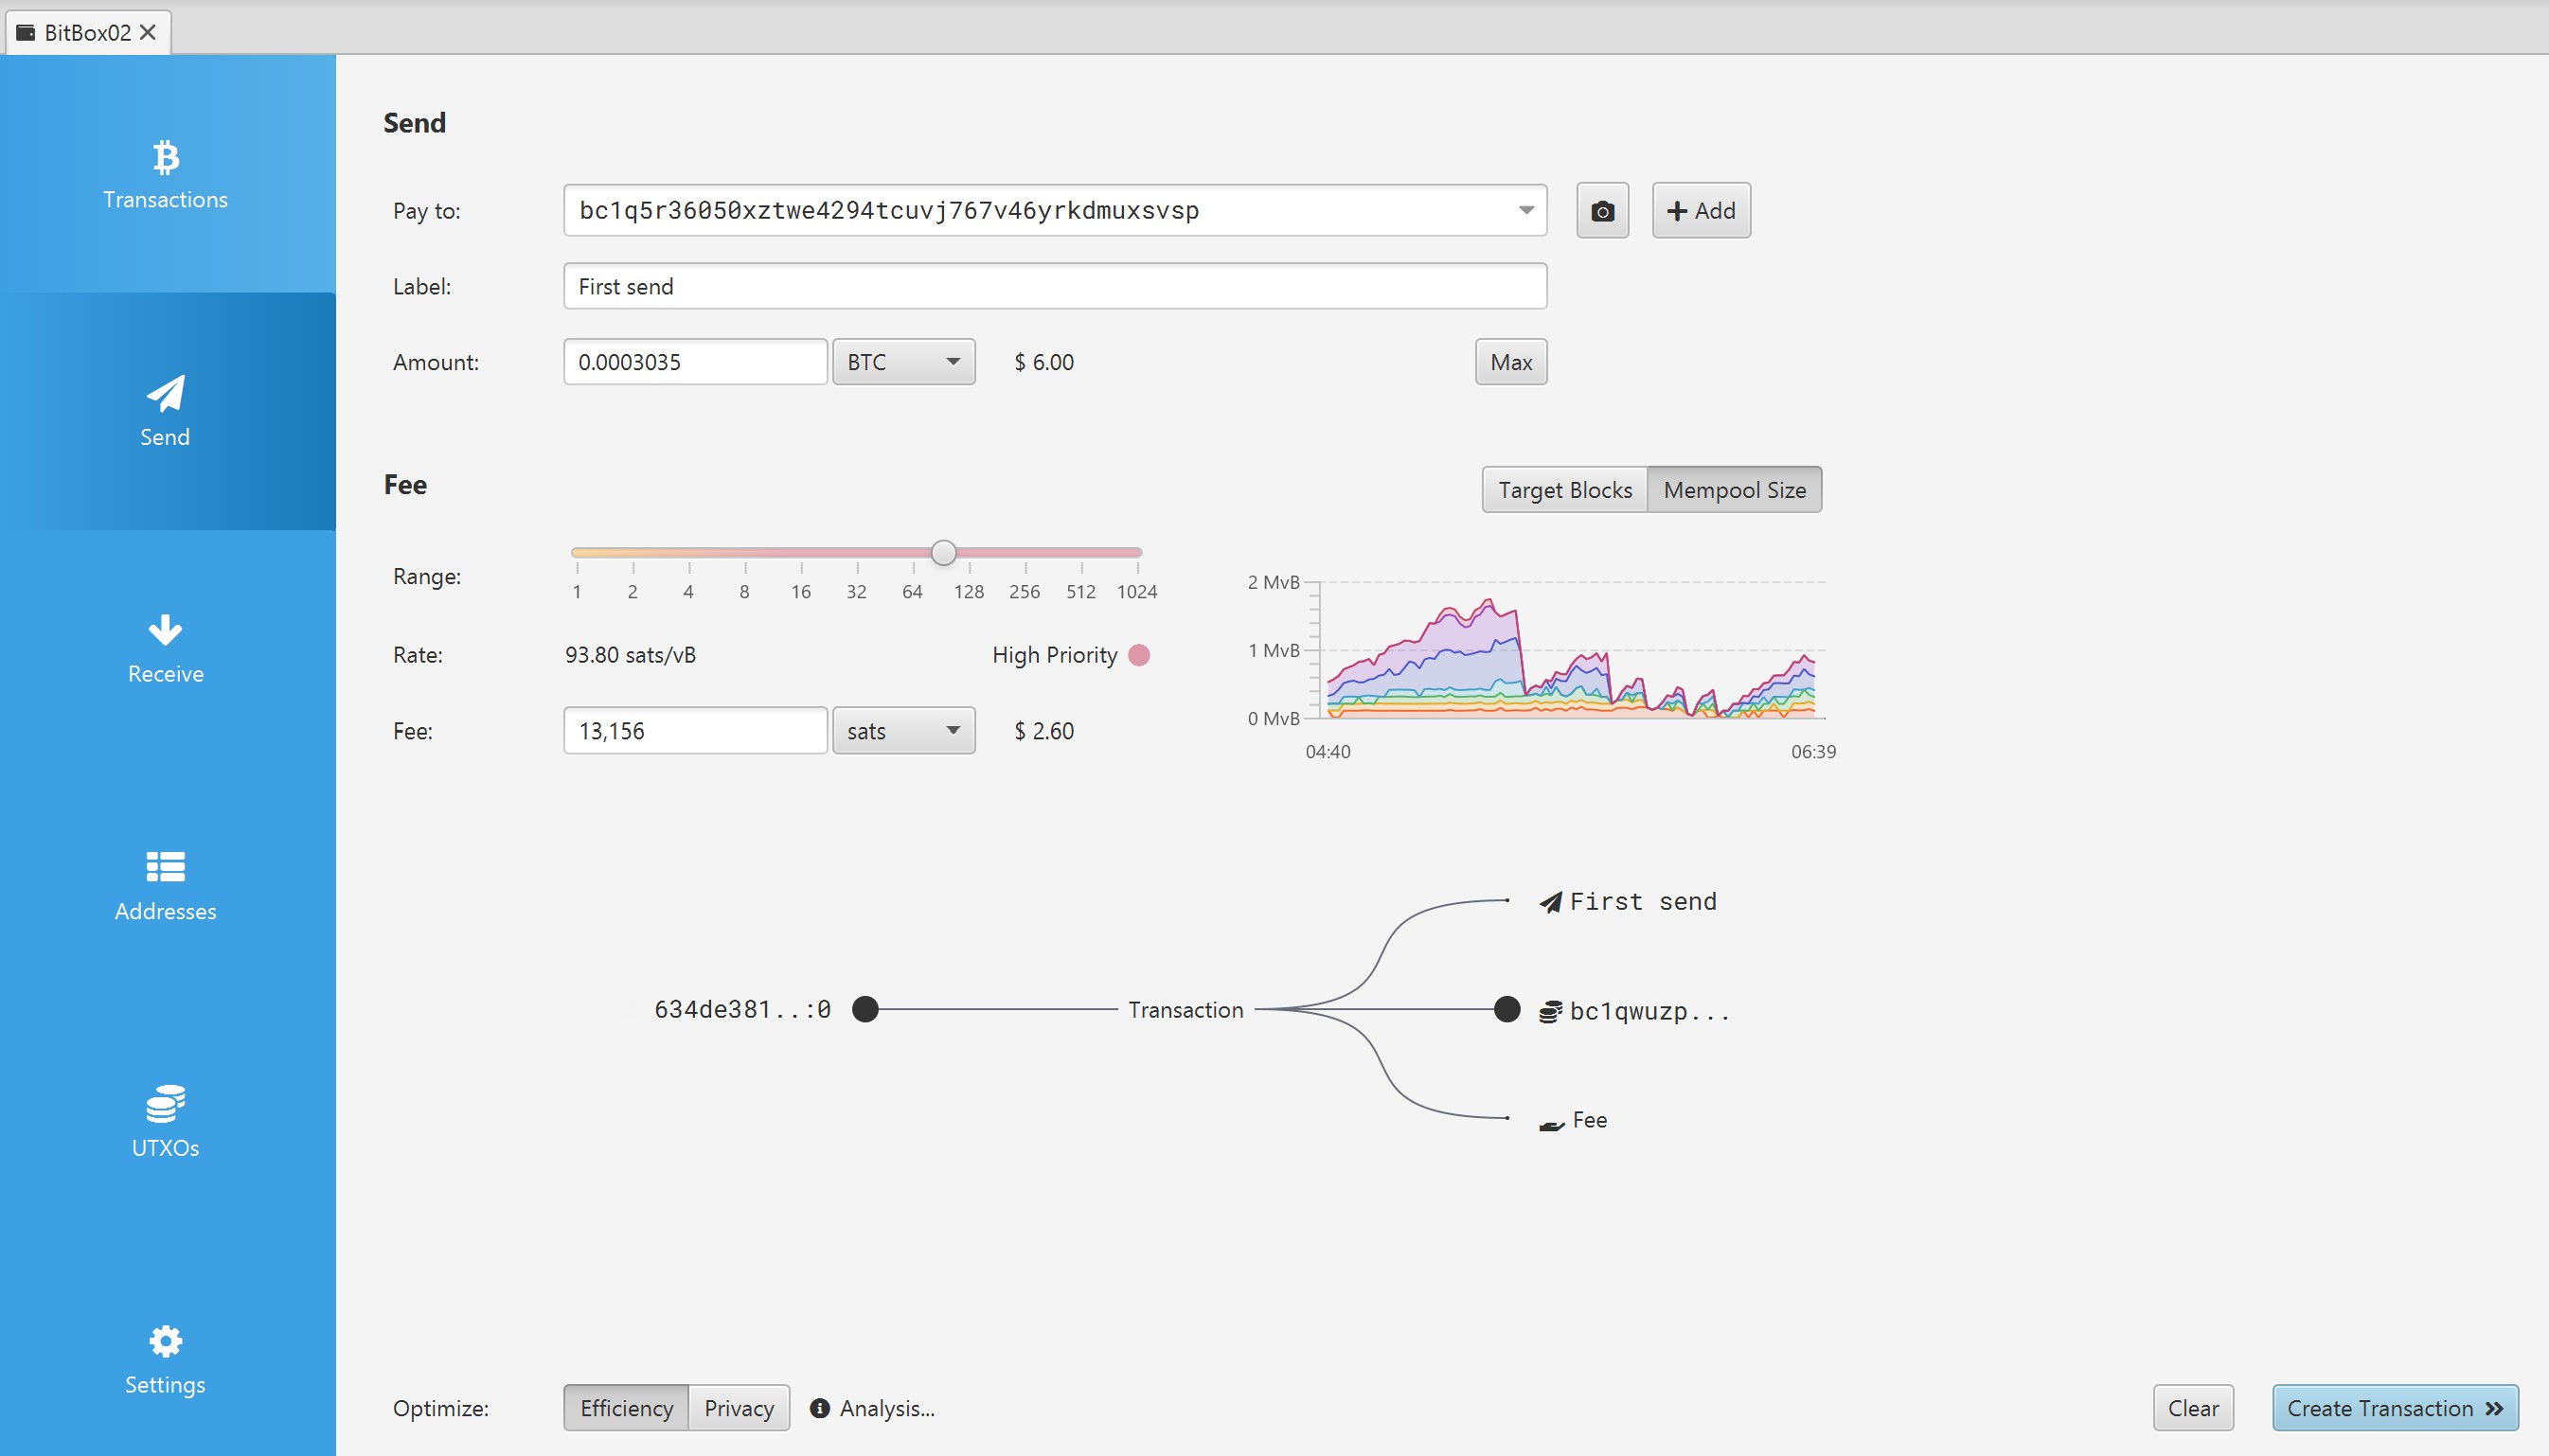 BitBox02
Transactions
Send
Receive
Addresses
UTXOs
Settings
Send
Pay to: bc1q5r36050xztwe4294tcuvj767v46yrkdmuxsvsp Add
Label: First send
Amount: 0.0003035 BTC $ 6.00 Max
Fee Target Blocks Mempool Size
Range: 1 2 4 8 16 32 64 128 256 512 1024
Rate: 93.80 sats/vB High Priority
Fee: 13,156 sats $ 2.60
2 MvB
1 MvB
0 MvB
04:40 06:39
First send
634de381..:0 Transaction bc1qwuzp...
Fee
Optimize: Efficiency Privacy Analysis... Clear Create Transaction